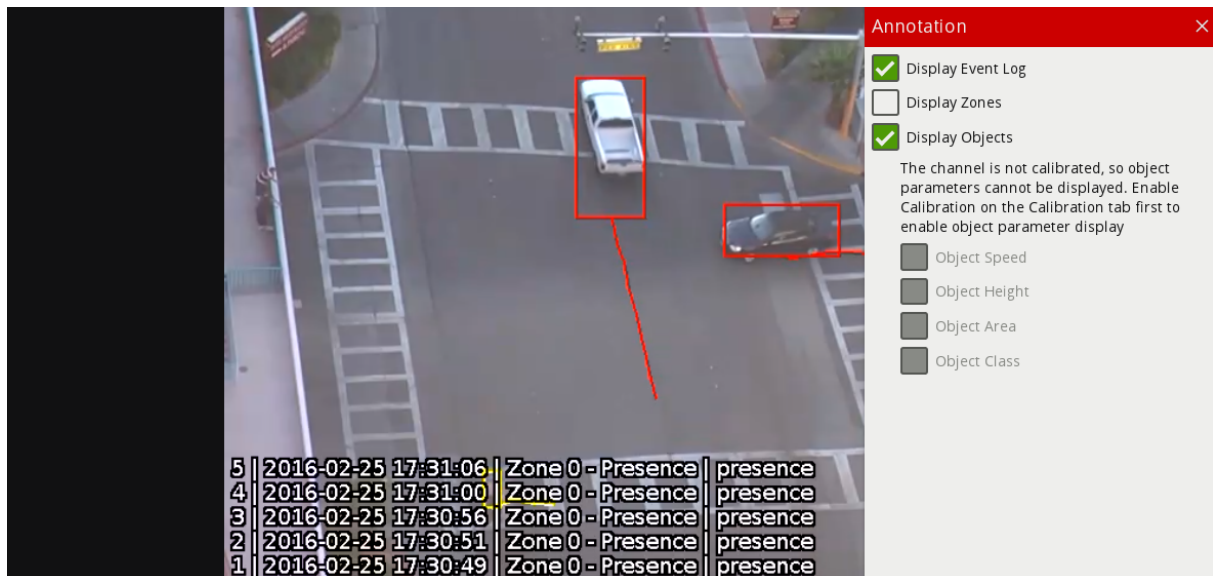 Annotation
Display Event Log
Display Zones
Display Objects
The channel is not calibrated, so object
parameters cannot be displayed. Enable
Calibration on the Calibration tab first to
enable object parameter display
Object Speed
Object Height
Object Area
Object Class
5 | 2016-02-25 17:31:06 | Zone 0 - Presence | presence
4 | 2016-02-25 17:31:00 | Zone 0 - Presence | presence
3 | 2016-02-25 17:30:56 | Zone 0 - Presence | presence
2 | 2016-02-25 17:30:51 | Zone 0 - Presence | presence
1 | 2016-02-25 17:30:49 | Zone 0 - Presence | presence